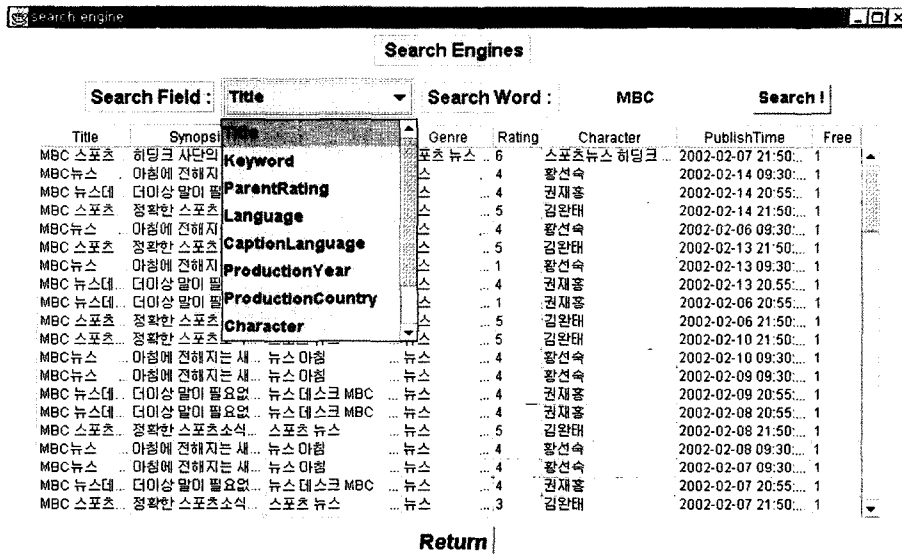 search engine
Search Engines
Search Field : Title Search Word : MBC Search !
Title Synopsi Genre Rating Character PublishTime Free
Title
Keyword
ParentRating
Language
CaptionLanguage
ProductionYear
ProductionCountry
Character
MBC 스포츠 .. 히딩크 사단의 포츠 뉴스 ... 6 스포츠뉴스 히딩크 ... 2002-02-07 21:50:... 1
MBC뉴스 . 아침에 전해지 스 ... 4 황선숙 2002-02-14 09:30:... 1
MBC 뉴스데... 더이상 말이 필 스 ... 4 권재홍 2002-02-14 20:55:... 1
MBC 스포츠... 정확한 스포츠 스 ... 5 김완태 2002-02-14 21:50:... 1
MBC뉴스 .. 아침에 전해지 스 ... 4 황선숙 2002-02-06 09:30:... 1
MBC 스포츠... 정확한 스포츠 스 ... 5 김완태 2002-02-13 21:50:... 1
MBC뉴스 .. 아침에 전해지 스 ... 1 황선숙 2002-02-13 09:30:... 1
MBC 뉴스데... 더이상 말이 필 스 ... 4 권재홍 2002-02-13 20:55:... 1
MBC 뉴스데... 더이상 말이 필 스 ... 1 권재홍 2002-02-06 20:55:... 1
MBC 스포츠... 정확한 스포츠 스 ... 5 김완태 2002-02-06 21:50:... 1
MBC 스포츠... 정확한 스포츠 ... 5 김완태 2002-02-10 21:50:... 1
MBC뉴스 .. 아침에 전해지는 새... 뉴스 아침 ... 뉴스 ... 4 황선숙 2002-02-10 09:30:... 1
MBC뉴스 .. 아침에 전해지는 새... 뉴스 아침 ... 뉴스 ... 4 황선숙 2002-02-09 09:30:... 1
MBC 뉴스데... 더이상 말이 필요없... 뉴스 데스크 MBC ... 뉴스 ... 4 권재홍 2002-02-09 20:55:... 1
MBC 뉴스데... 더이상 말이 필요없... 뉴스 데스크 MBC ... 뉴스 ... 4 권재홍 2002-02-08 20:55:... 1
MBC 스포츠... 정확한 스포츠소식... 스포츠 뉴스 ... 뉴스 ... 5 김완태 2002-02-08 21:50:... 1
MBC뉴스 .. 아침에 전해지는 새... 뉴스 아침 ... 뉴스 ... 4 황선숙 2002-02-08 09:30:... 1
MBC뉴스 .. 아침에 전해지는 새... 뉴스 아침 ... 뉴스 ... 4 황선숙 2002-02-07 09:30:... 1
MBC 뉴스데... 더이상 말이 필요없... 뉴스 데스크 MBC ... 뉴스 ... 4 권재홍 2002-02-07 20:55:... 1
MBC 스포츠... 정확한 스포츠소식... 스포츠 뉴스 ... 뉴스 ... 3 김완태 2002-02-07 21:50:... 1
Return